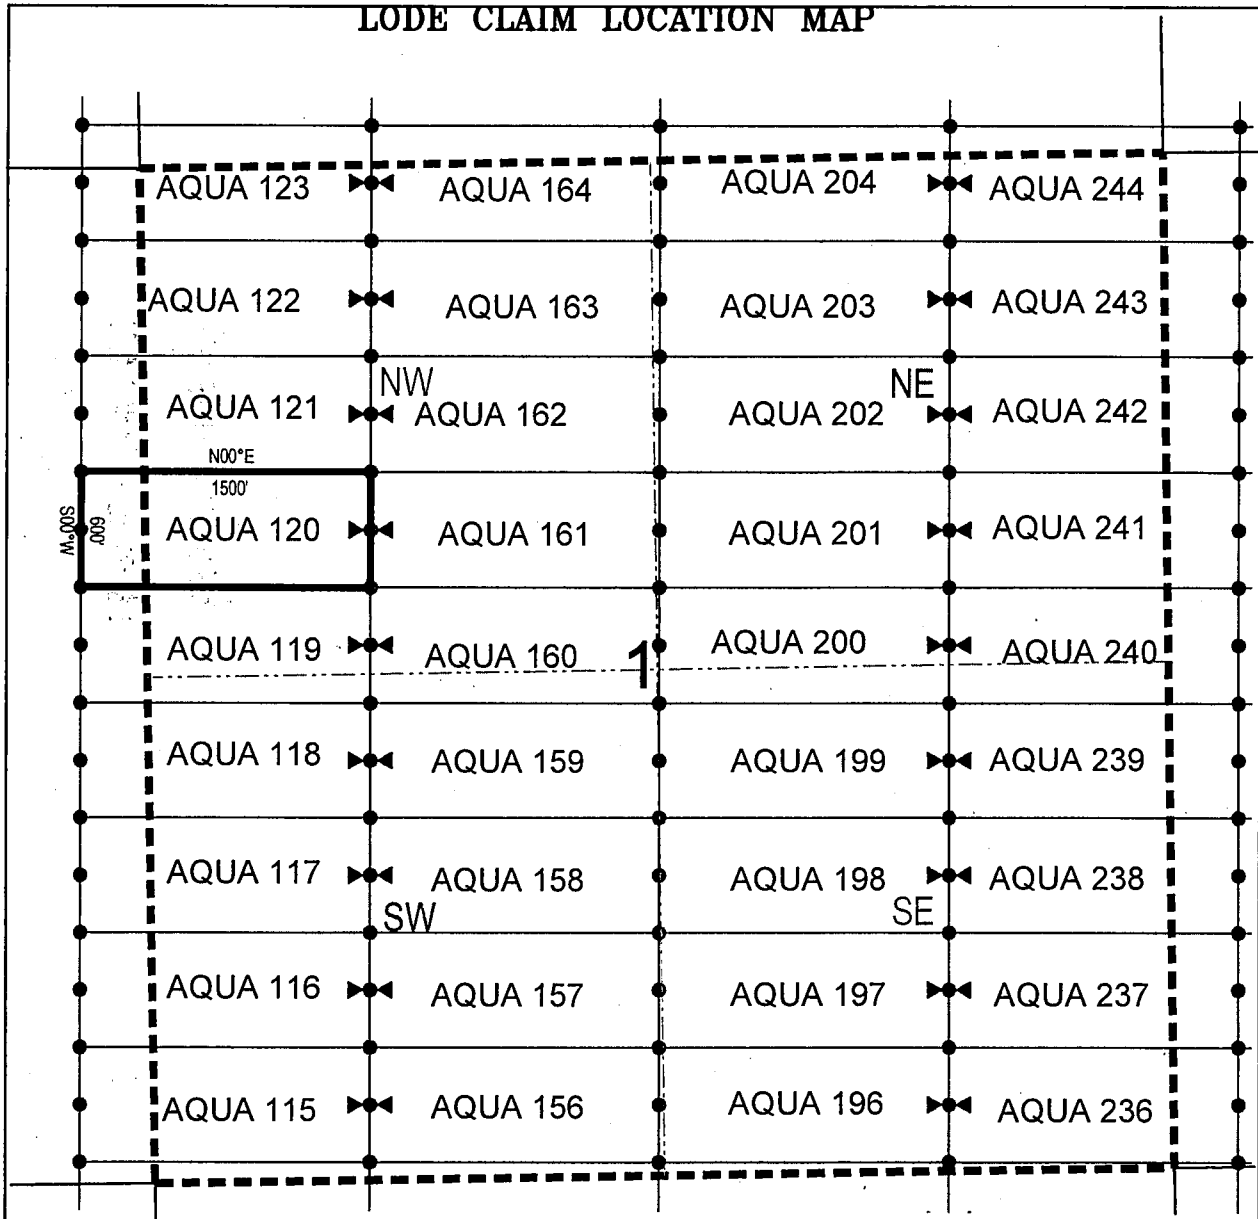 LODE CLAIM LOCATION MAP
AQUA 123 AQUA 164 AQUA 204 AQUA 244
AQUA 122 AQUA 163 AQUA 203 AQUA 243
NW NE
AQUA 121 AQUA 162 AQUA 202 AQUA 242
N00°E
1500'
S00°W 600' AQUA 120 AQUA 161 AQUA 201 AQUA 241
AQUA 119 AQUA 160 1 AQUA 200 AQUA 240
AQUA 118 AQUA 159 AQUA 199 AQUA 239
AQUA 117 AQUA 158 AQUA 198 AQUA 238
SW SE
AQUA 116 AQUA 157 AQUA 197 AQUA 237
AQUA 115 AQUA 156 AQUA 196 AQUA 236